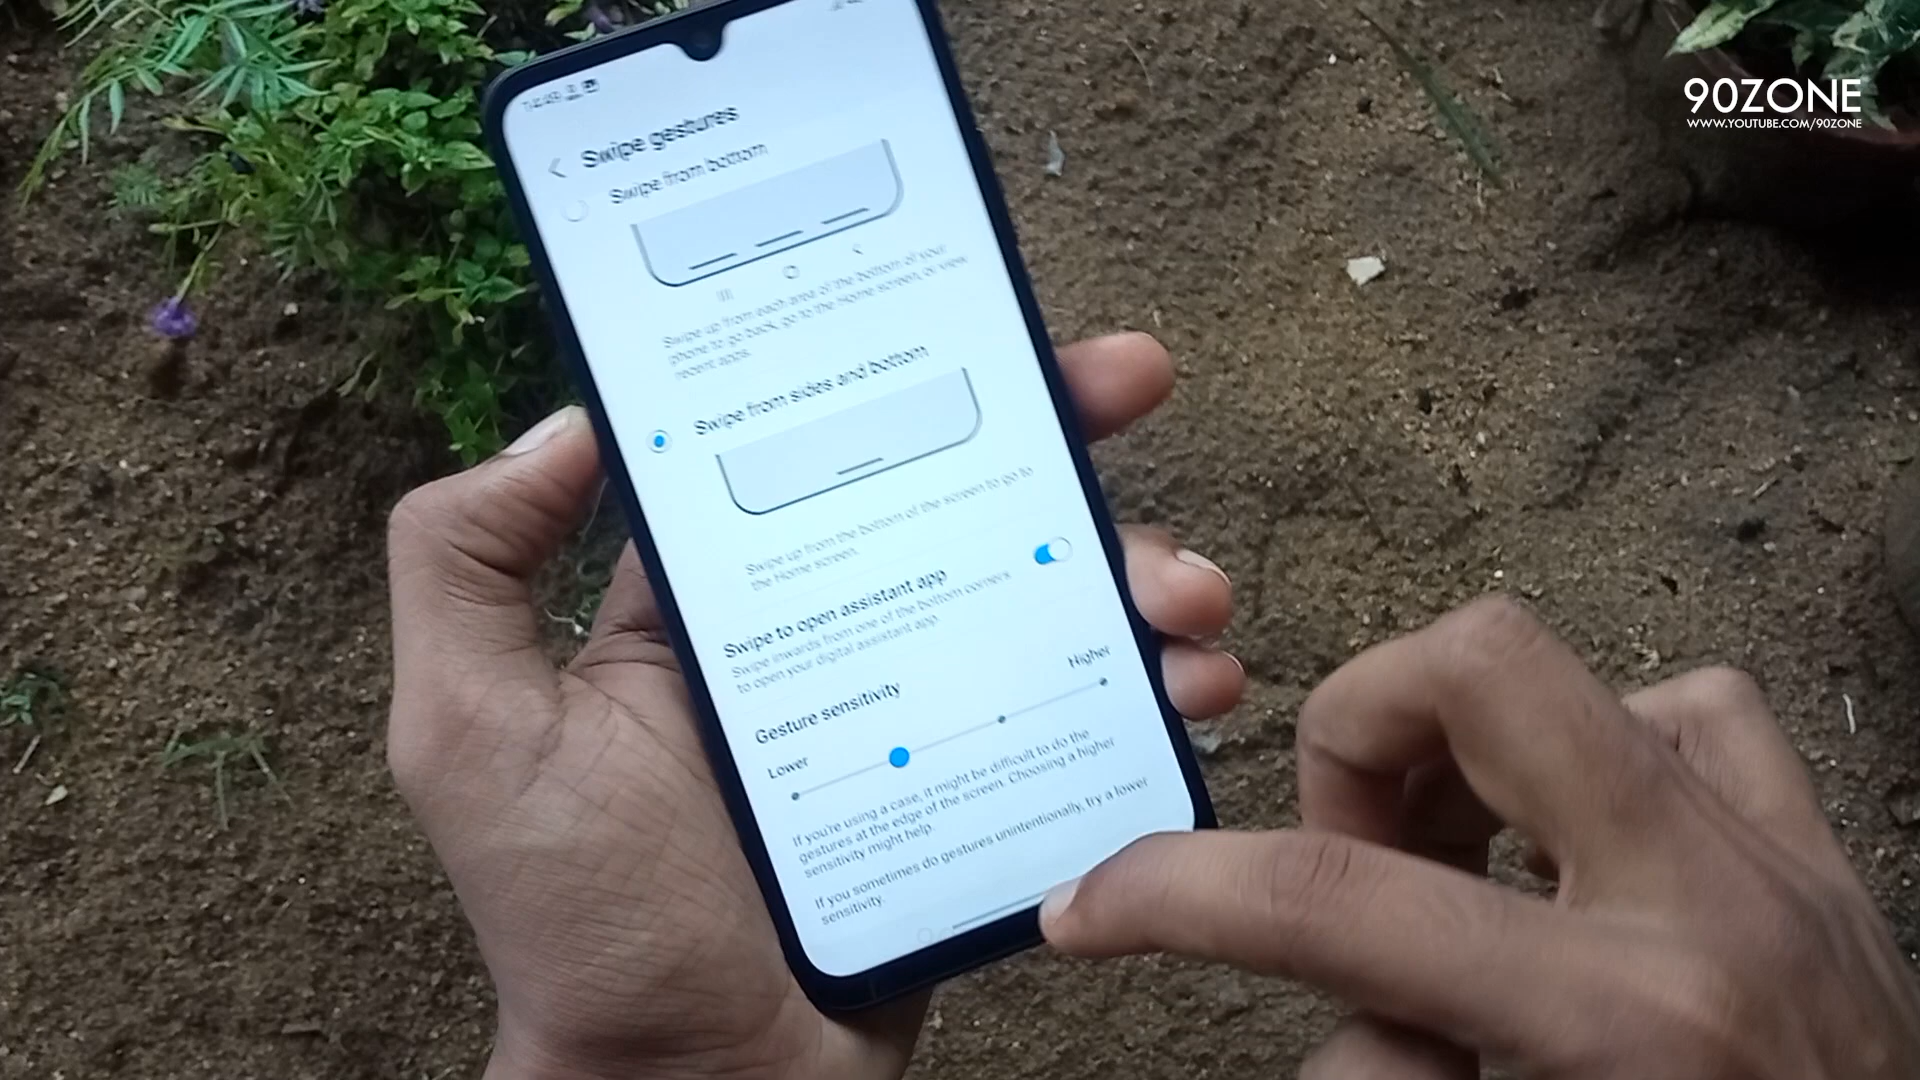 90ZONE
WWW.YOUTUBE.COM/90ZONE
Swipe gestures
Swipe from bottom
Swipe up from each area of the bottom of your
phone to go back, go to the Home screen, or view
recent apps.
Swipe from sides and bottom
Swipe up from the bottom of the screen to go to
the Home screen.
Swipe to open assistant app
Swipe inwards from one of the bottom corners
to open your digital assistant app.
Gesture sensitivity
Lower
Higher
If you're using a case, it might be difficult to do the
gestures at the edge of the screen. Choosing a higher
sensitivity might help.
If you sometimes do gestures unintentionally, try a lower
sensitivity.